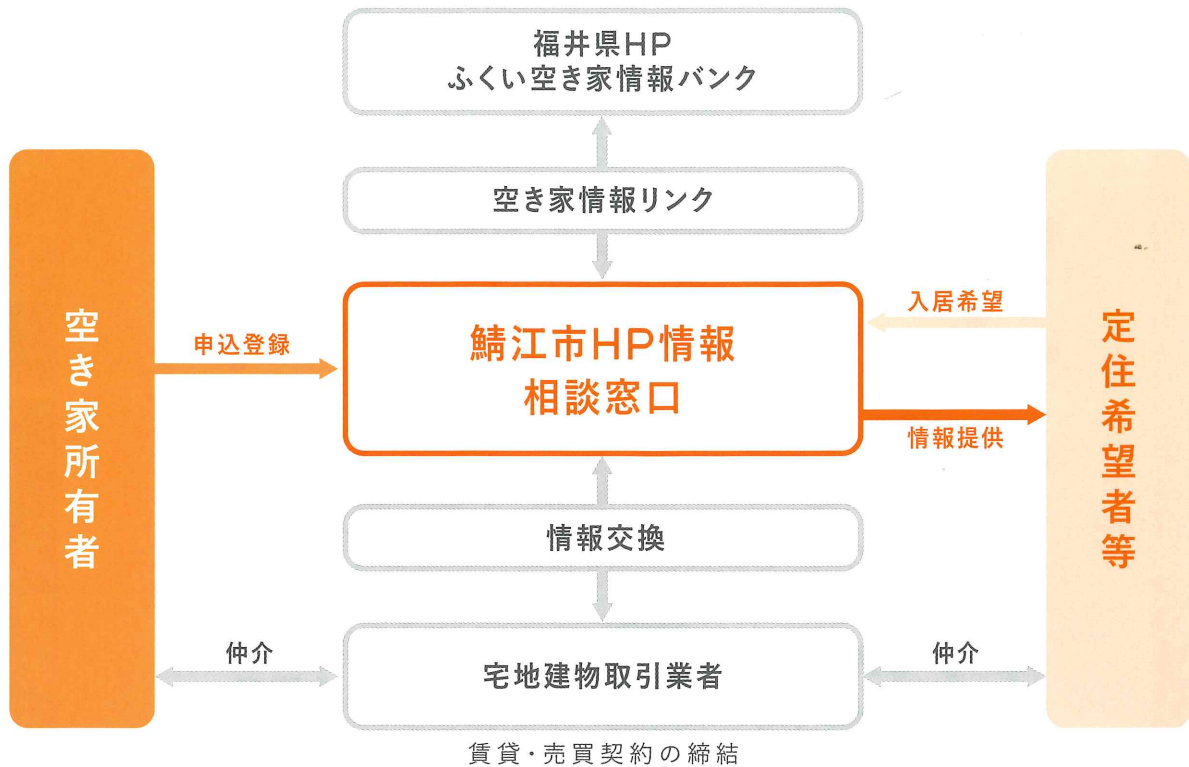 福井県HP
ふくい空き家情報バンク
空き家情報リンク
空き家所有者
申込登録
鯖江市HP情報
相談窓口
入居希望
情報提供
定住希望者等
情報交換
仲介
宅地建物取引業者
仲介
賃貸・売買契約の締結